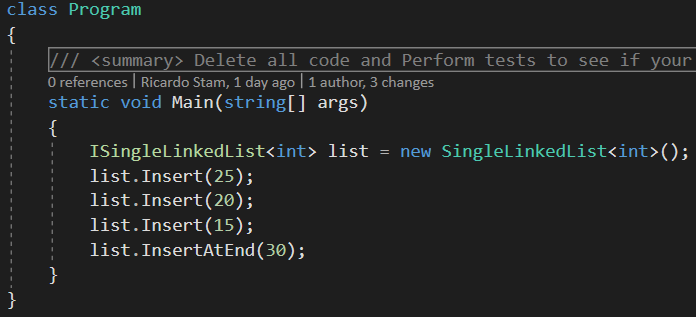 class Program
{
/// <summary> Delete all code and Perform tests to see if your
0 references | Ricardo Stam, 1 day ago | 1 author, 3 changes
static void Main(string[] args)
{
ISingleLinkedList<int> list = new SingleLinkedList<int>();
list.Insert(25);
list.Insert(20);
list.Insert(15);
list.InsertAtEnd(30);
}
}